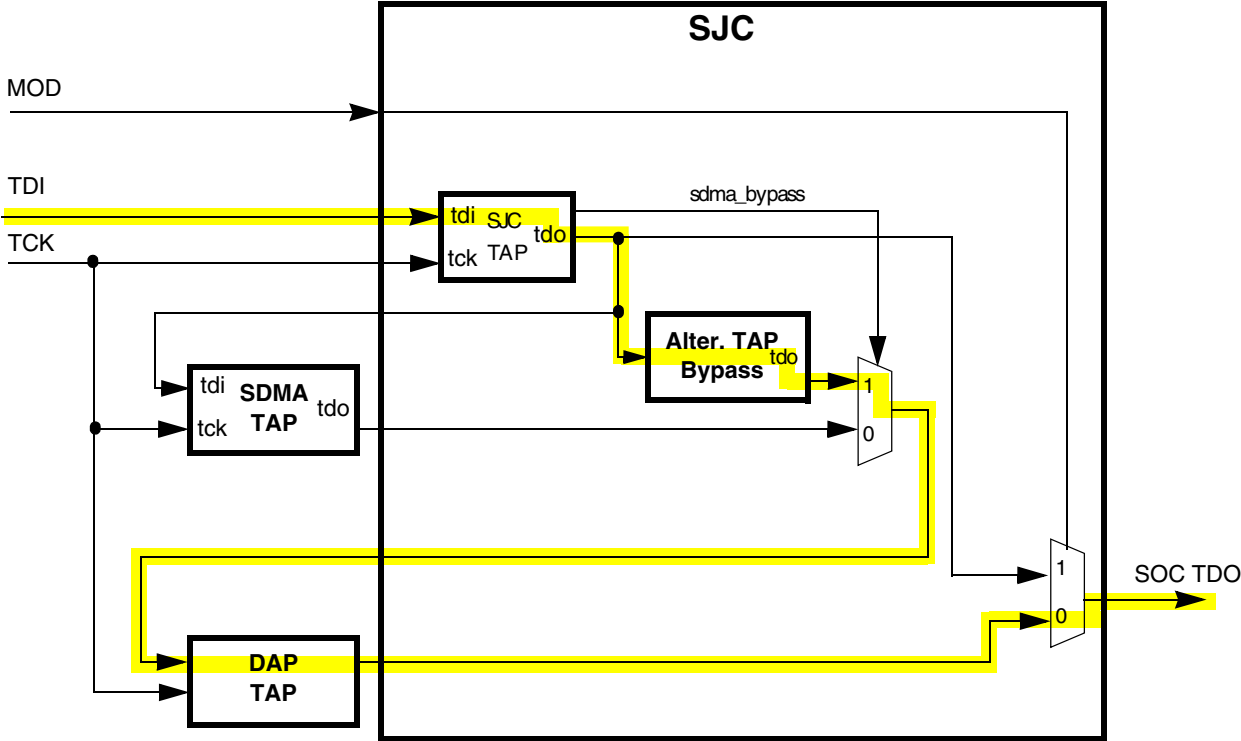 SJC
MOD
TDI
sdma_bypass
tdi
SJC
tdo
TCK
tck
TAP
Alter. TAP
tdo
Bypass
tdi
SDMA
tdo
TAP
tck
1
0
1
SOC TDO
0
DAP
TAP